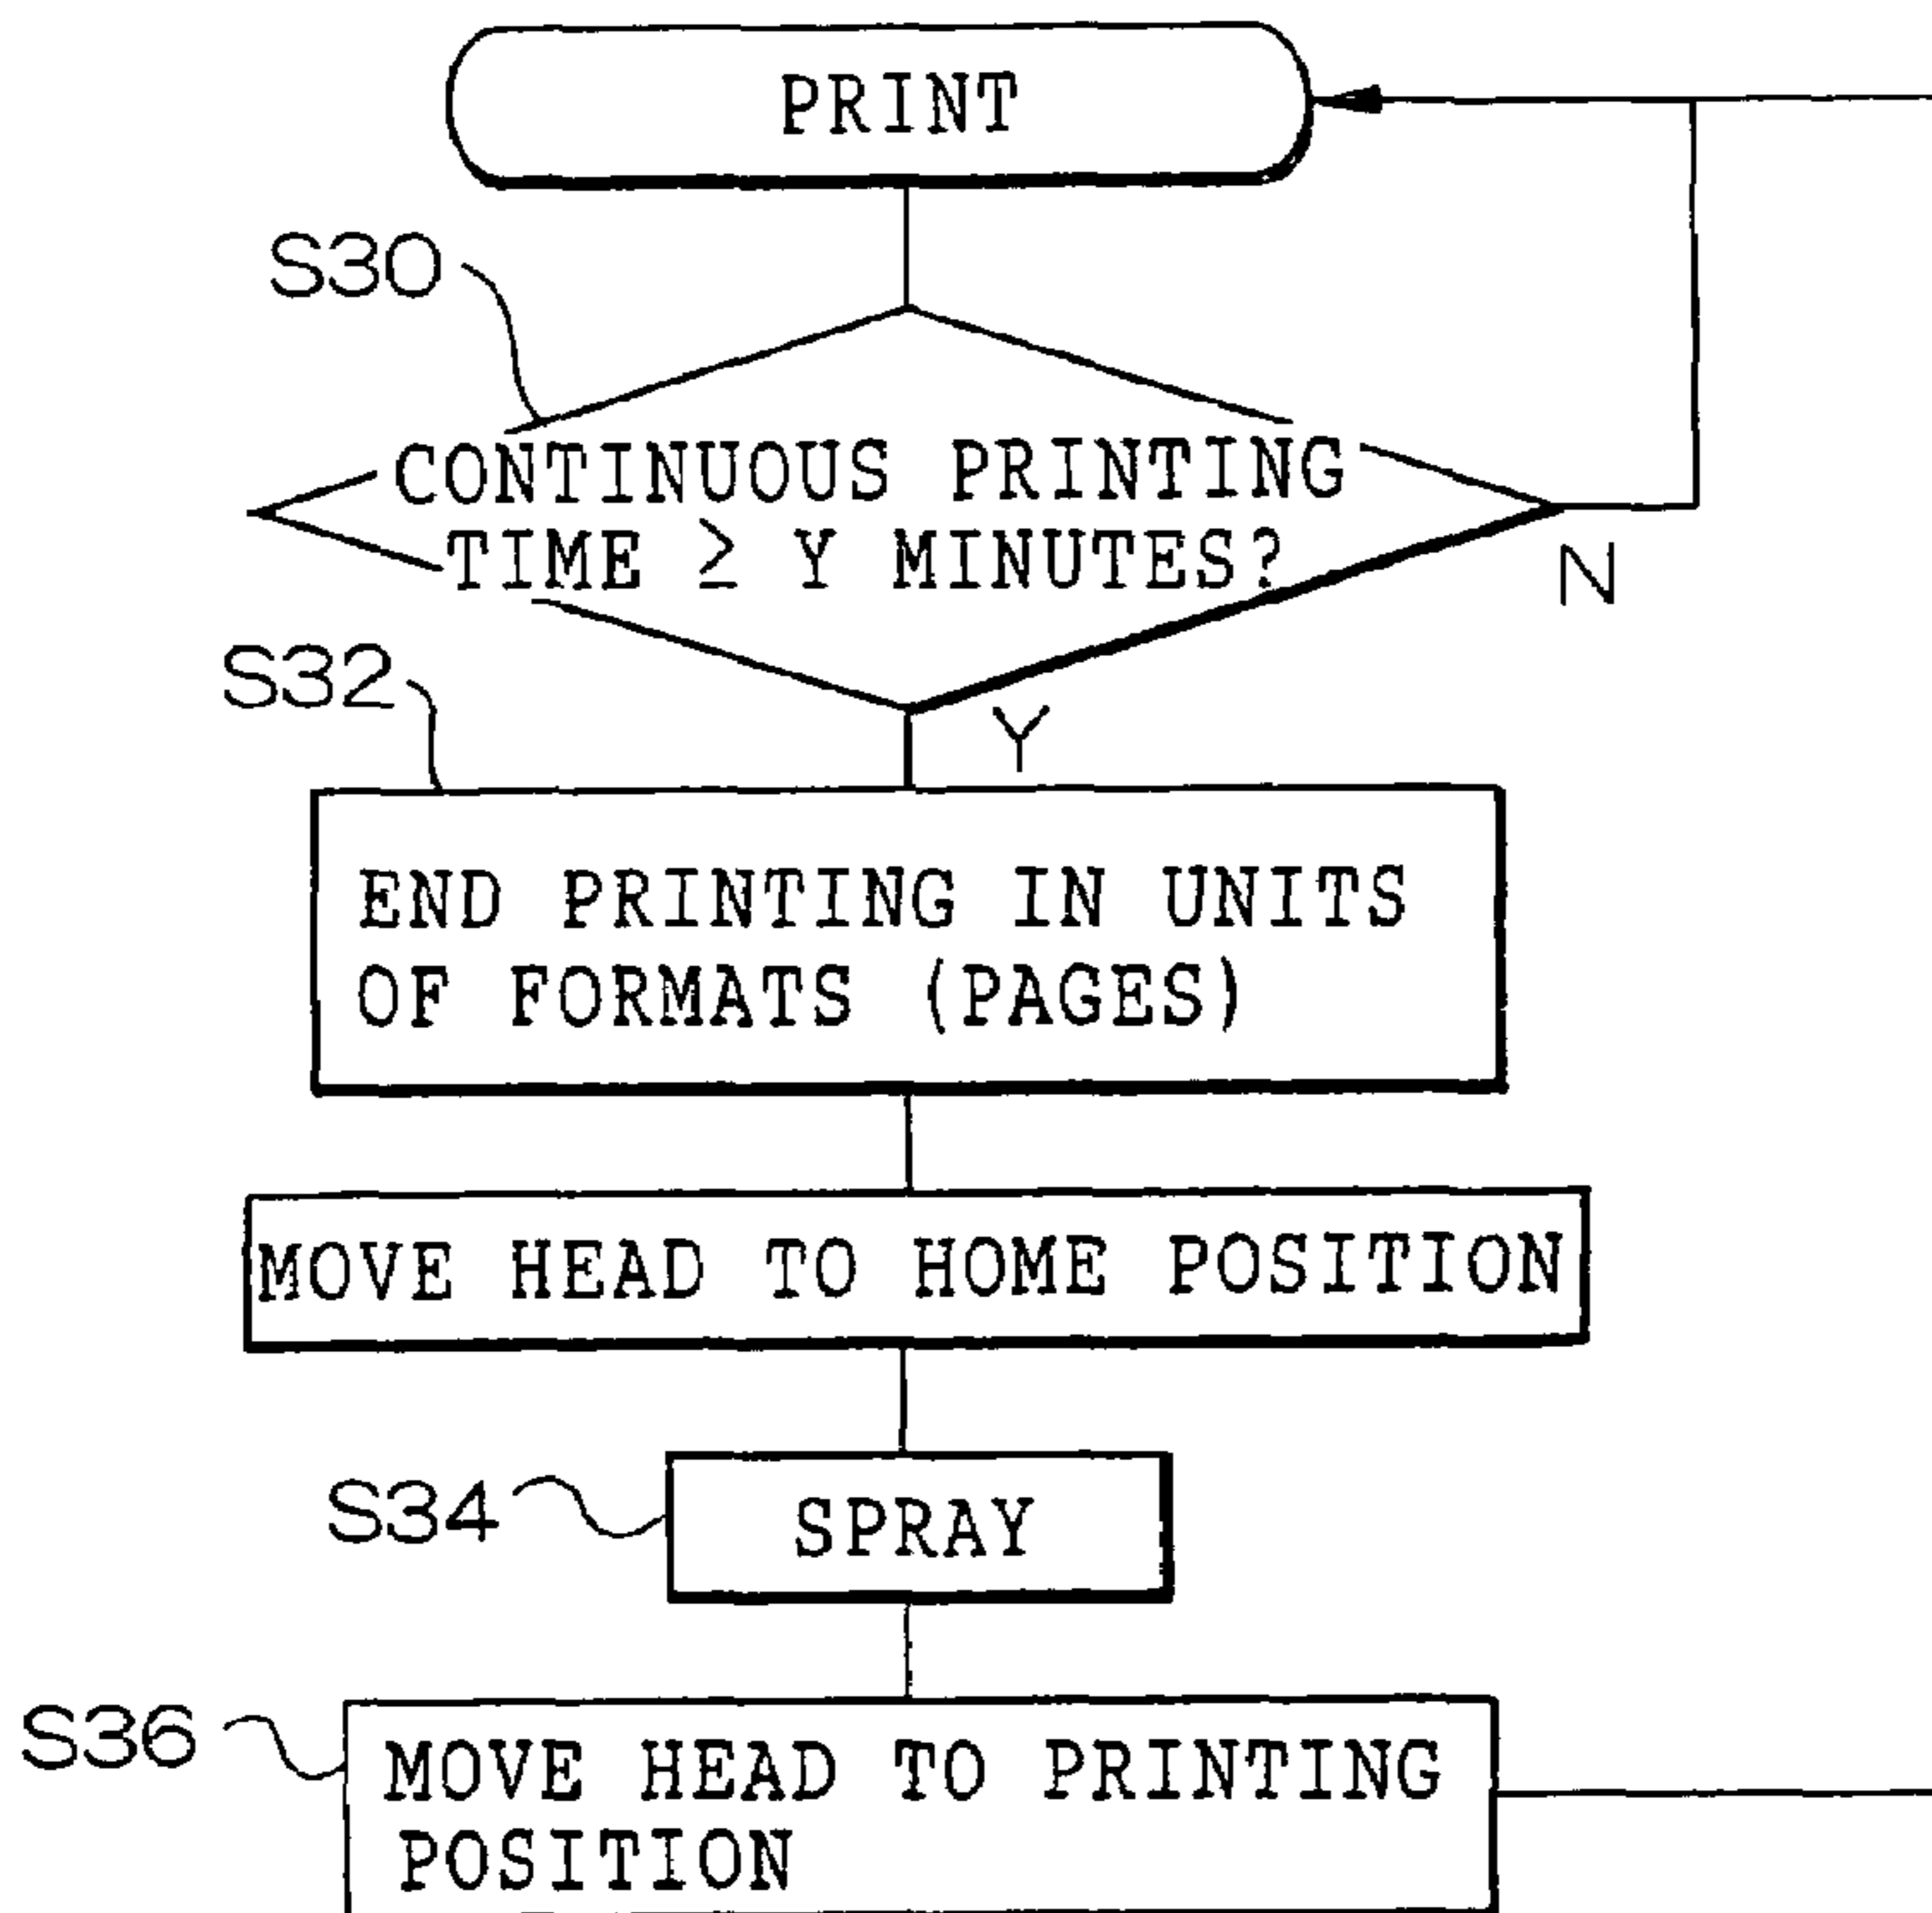 PRINT
S30
CONTINUOUS PRINTING
TIME ≥ Y MINUTES?
N
S32
Y
END PRINTING IN UNITS
OF FORMATS (PAGES)
MOVE HEAD TO HOME POSITION
S34
SPRAY
S36
MOVE HEAD TO PRINTING
POSITION